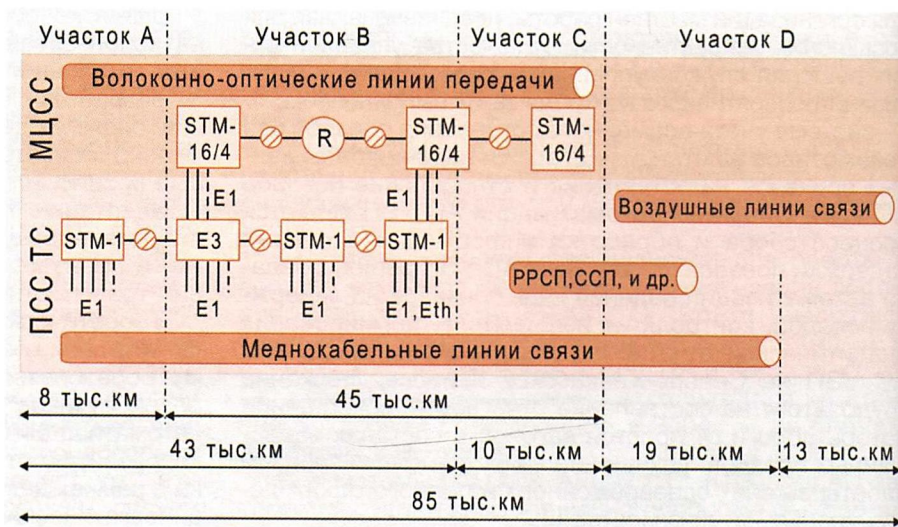 Участок A Участок B Участок C Участок D
Волоконно-оптические линии передачи
МЦСС
STM-16/4 R STM-16/4 STM-16/4
E1 E1
Воздушные линии связи
ПСС ТС
STM-1 E3 STM-1 STM-1
РРСП,ССП, и др.
E1 E1 E1 E1,Eth
Меднокабельные линии связи
8 тыс.км 45 тыс.км
43 тыс.км 10 тыс.км 19 тыс.км 13 тыс.км
85 тыс.км